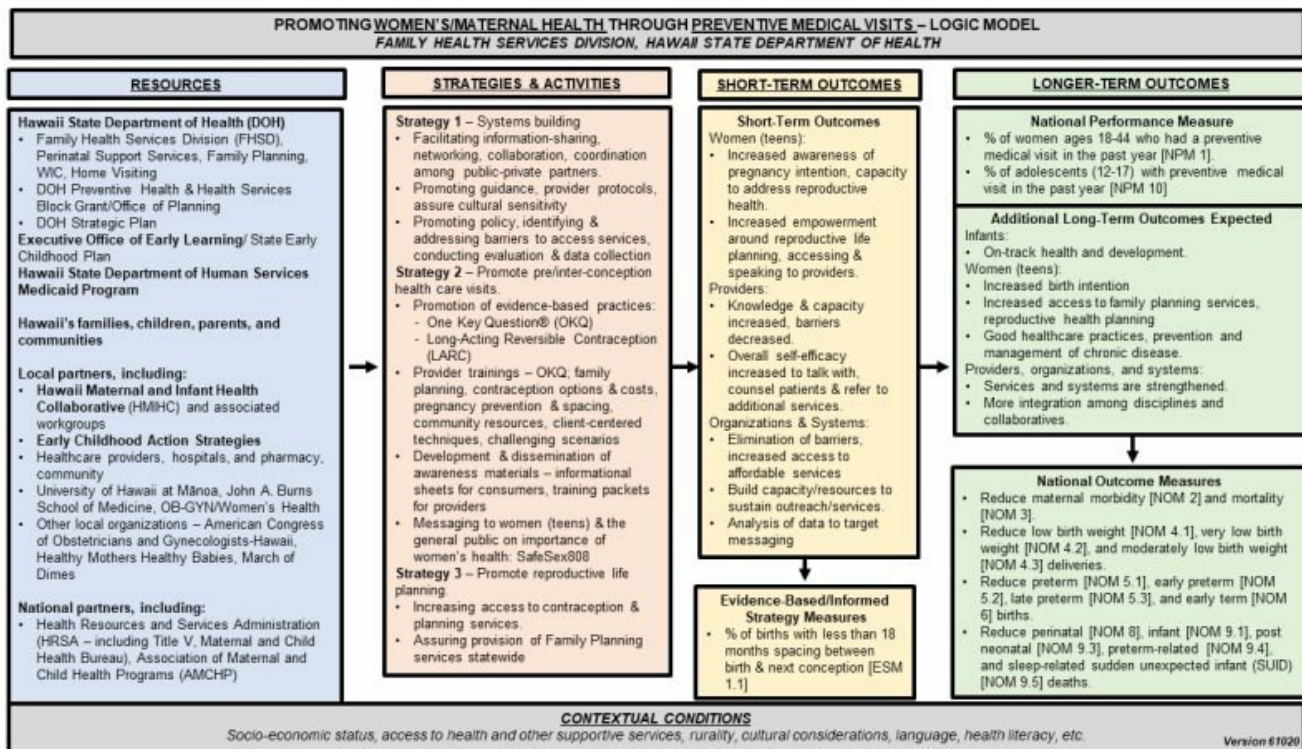 PROMOTING WOMEN'S/MATERNAL HEALTH THROUGH PREVENTIVE MEDICAL VISITS – LOGIC MODEL
FAMILY HEALTH SERVICES DIVISION, HAWAII STATE DEPARTMENT OF HEALTH
RESOURCES
Hawaii State Department of Health (DOH)
• Family Health Services Division (FHSD),
Perinatal Support Services, Family Planning,
WIC, Home Visiting
• DOH Preventive Health & Health Services
Block Grant/Office of Planning
• DOH Strategic Plan
Executive Office of Early Learning/ State Early
Childhood Plan
Hawaii State Department of Human Services
Medicaid Program
Hawaii's families, children, parents, and
communities
Local partners, including:
• Hawaii Maternal and Infant Health
Collaborative (HMIHC) and associated
workgroups
• Early Childhood Action Strategies
• Healthcare providers, hospitals, and pharmacy,
community
• University of Hawaii at Mānoa, John A. Burns
School of Medicine, OB-GYN/Women's Health
• Other local organizations – American Congress
of Obstetricians and Gynecologists-Hawaii,
Healthy Mothers Healthy Babies, March of
Dimes
National partners, including:
• Health Resources and Services Administration
(HRSA – including Title V, Maternal and Child
Health Bureau), Association of Maternal and
Child Health Programs (AMCHP)
STRATEGIES & ACTIVITIES
Strategy 1 – Systems building
• Facilitating information-sharing,
networking, collaboration, coordination
among public-private partners.
• Promoting guidance, provider protocols,
assure cultural sensitivity
• Promoting policy, identifying &
addressing barriers to access services,
conducting evaluation & data collection
Strategy 2 – Promote pre/inter-conception
health care visits.
• Promotion of evidence-based practices:
- One Key Question® (OKQ)
- Long-Acting Reversible Contraception
(LARC)
• Provider trainings – OKQ; family
planning, contraception options & costs,
pregnancy prevention & spacing,
community resources, client-centered
techniques, challenging scenarios
• Development & dissemination of
awareness materials – informational
sheets for consumers, training packets
for providers
• Messaging to women (teens) & the
general public on importance of
women's health: SafeSex808
Strategy 3 – Promote reproductive life
planning.
• Increasing access to contraception &
planning services.
• Assuring provision of Family Planning
services statewide
SHORT-TERM OUTCOMES
Short-Term Outcomes
Women (teens):
• Increased awareness of
pregnancy intention, capacity
to address reproductive
health.
• Increased empowerment
around reproductive life
planning, accessing &
speaking to providers.
Providers:
• Knowledge & capacity
increased, barriers
decreased.
• Overall self-efficacy
increased to talk with,
counsel patients & refer to
additional services.
Organizations & Systems:
• Elimination of barriers,
increased access to
affordable services
• Build capacity/resources to
sustain outreach/services.
• Analysis of data to target
messaging
Evidence-Based/Informed
Strategy Measures
• % of births with less than 18
months spacing between
birth & next conception [ESM
1.1]
LONGER-TERM OUTCOMES
National Performance Measure
• % of women ages 18-44 who had a preventive
medical visit in the past year [NPM 1].
• % of adolescents (12-17) with preventive medical
visit in the past year [NPM 10]
Additional Long-Term Outcomes Expected
Infants:
• On-track health and development.
Women (teens):
• Increased birth intention
• Increased access to family planning services,
reproductive health planning
• Good healthcare practices, prevention and
management of chronic disease.
Providers, organizations, and systems:
• Services and systems are strengthened.
• More integration among disciplines and
collaboratives.
National Outcome Measures
• Reduce maternal morbidity [NOM 2] and mortality
[NOM 3].
• Reduce low birth weight [NOM 4.1], very low birth
weight [NOM 4.2], and moderately low birth weight
[NOM 4.3] deliveries.
• Reduce preterm [NOM 5.1], early preterm [NOM
5.2], late preterm [NOM 5.3], and early term [NOM
6] births.
• Reduce perinatal [NOM 8], infant [NOM 9.1], post
neonatal [NOM 9.3], preterm-related [NOM 9.4],
and sleep-related sudden unexpected infant (SUID)
[NOM 9.5] deaths.
CONTEXTUAL CONDITIONS
Socio-economic status, access to health and other supportive services, rurality, cultural considerations, language, health literacy, etc.
Version 61020